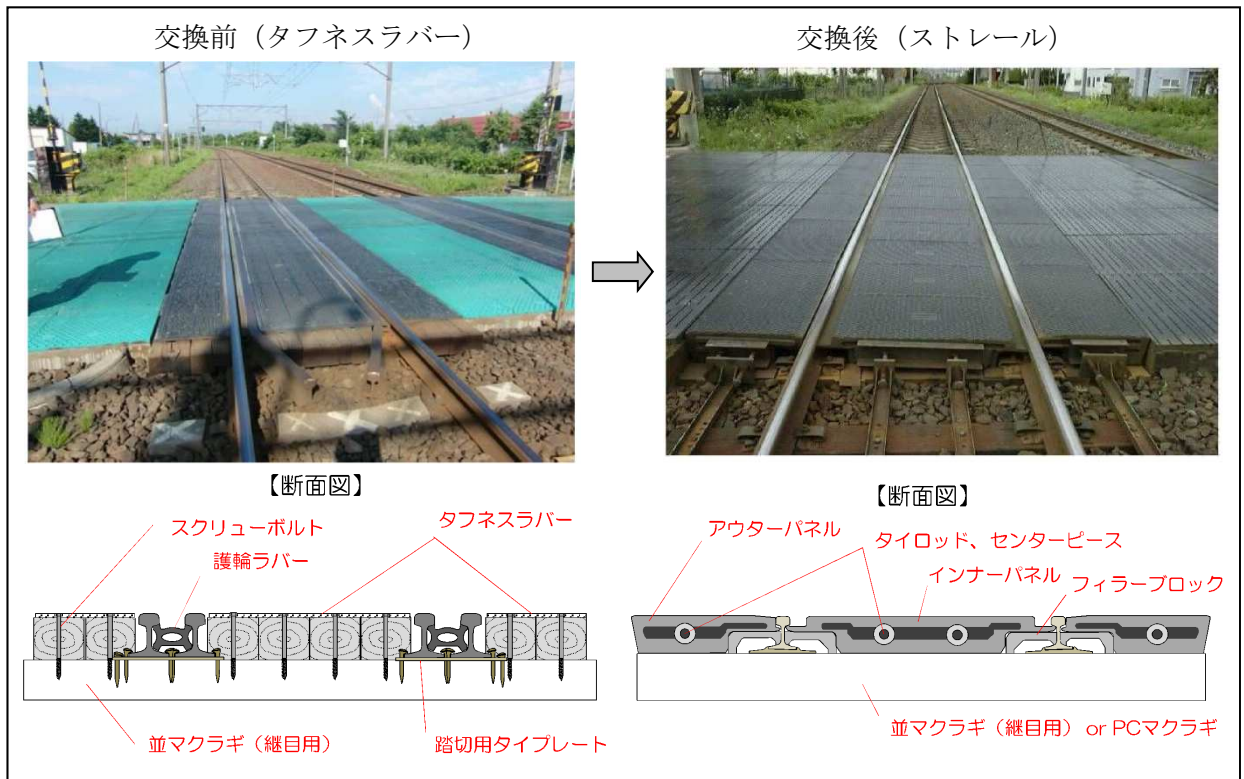 交換前(タフネスラバー)
交換後(ストレール)
【断面図】
スクリューボルト
護輪ラバー
タフネスラバー
並マクラギ(継目用)
踏切用タイプレート
【断面図】
アウターパネル
タイロッド、センターピース
インナーパネル
フィラーブロック
並マクラギ(継目用) or PCマクラギ